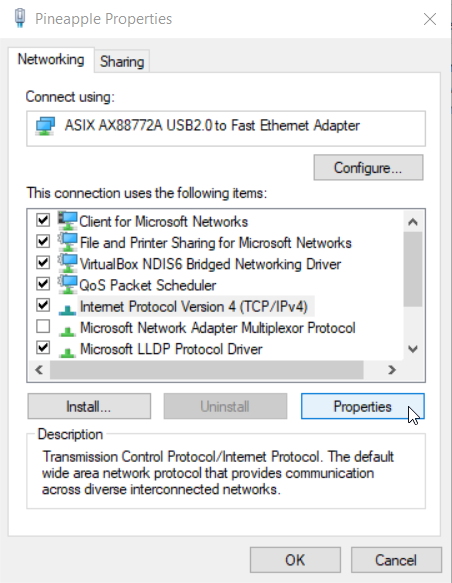 Pineapple Properties
Networking
Sharing
Connect using:
ASIX AX88772A USB2.0 to Fast Ethernet Adapter
Configure...
This connection uses the following items:
Client for Microsoft Networks
File and Printer Sharing for Microsoft Networks
VirtualBox NDIS6 Bridged Networking Driver
QoS Packet Scheduler
Internet Protocol Version 4 (TCP/IPv4)
Microsoft Network Adapter Multiplexor Protocol
Microsoft LLDP Protocol Driver
Install...
Uninstall
Properties
Description
Transmission Control Protocol/Internet Protocol. The default
wide area network protocol that provides communication
across diverse interconnected networks.
OK
Cancel